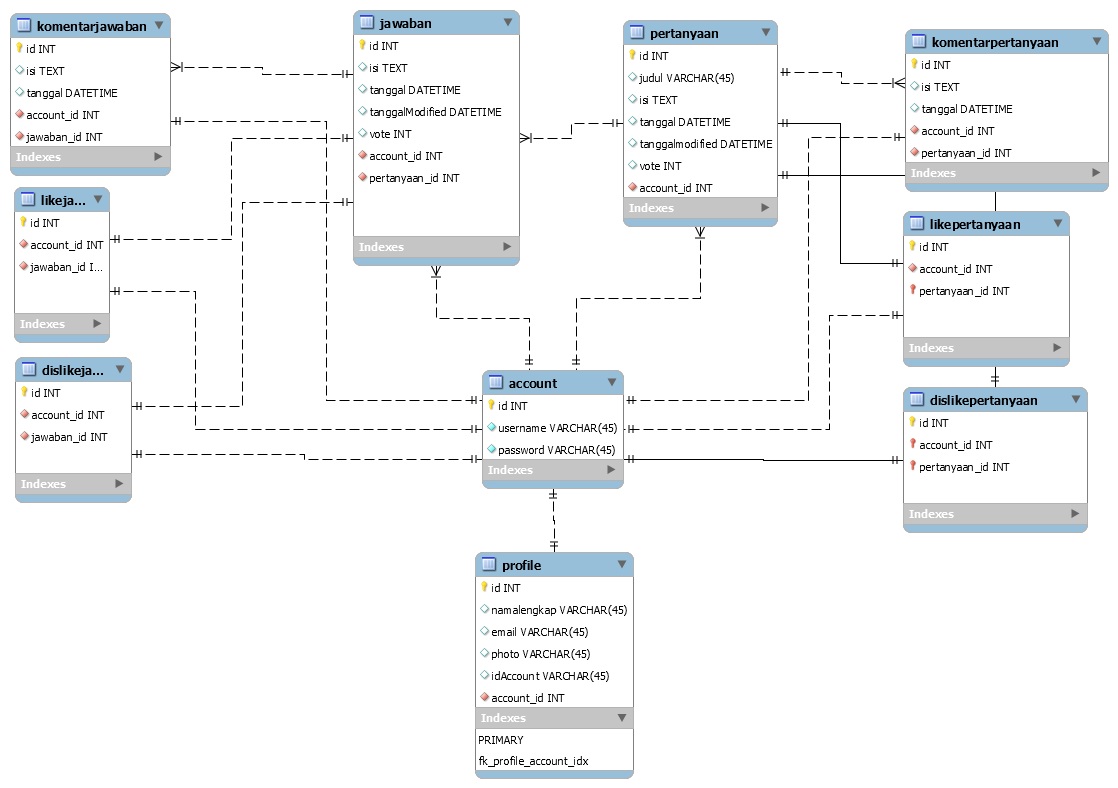 komentarjawaban
id INT
isi TEXT
tanggal DATETIME
account_id INT
jawaban_id INT
Indexes
jawaban
id INT
isi TEXT
tanggal DATETIME
tanggalModified DATETIME
vote INT
account_id INT
pertanyaan_id INT
Indexes
pertanyaan
id INT
judul VARCHAR(45)
isi TEXT
tanggal DATETIME
tanggalmodified DATETIME
vote INT
account_id INT
Indexes
komentarpertanyaan
id INT
isi TEXT
tanggal DATETIME
account_id INT
pertanyaan_id INT
Indexes
likeja...
id INT
account_id INT
jawaban_id I...
Indexes
likepertanyaan
id INT
account_id INT
pertanyaan_id INT
Indexes
dislikeja...
id INT
account_id INT
jawaban_id INT
Indexes
account
id INT
username VARCHAR(45)
password VARCHAR(45)
Indexes
dislikepertanyaan
id INT
account_id INT
pertanyaan_id INT
Indexes
profile
id INT
namalengkap VARCHAR(45)
email VARCHAR(45)
photo VARCHAR(45)
idAccount VARCHAR(45)
account_id INT
Indexes
PRIMARY
fk_profile_account_idx